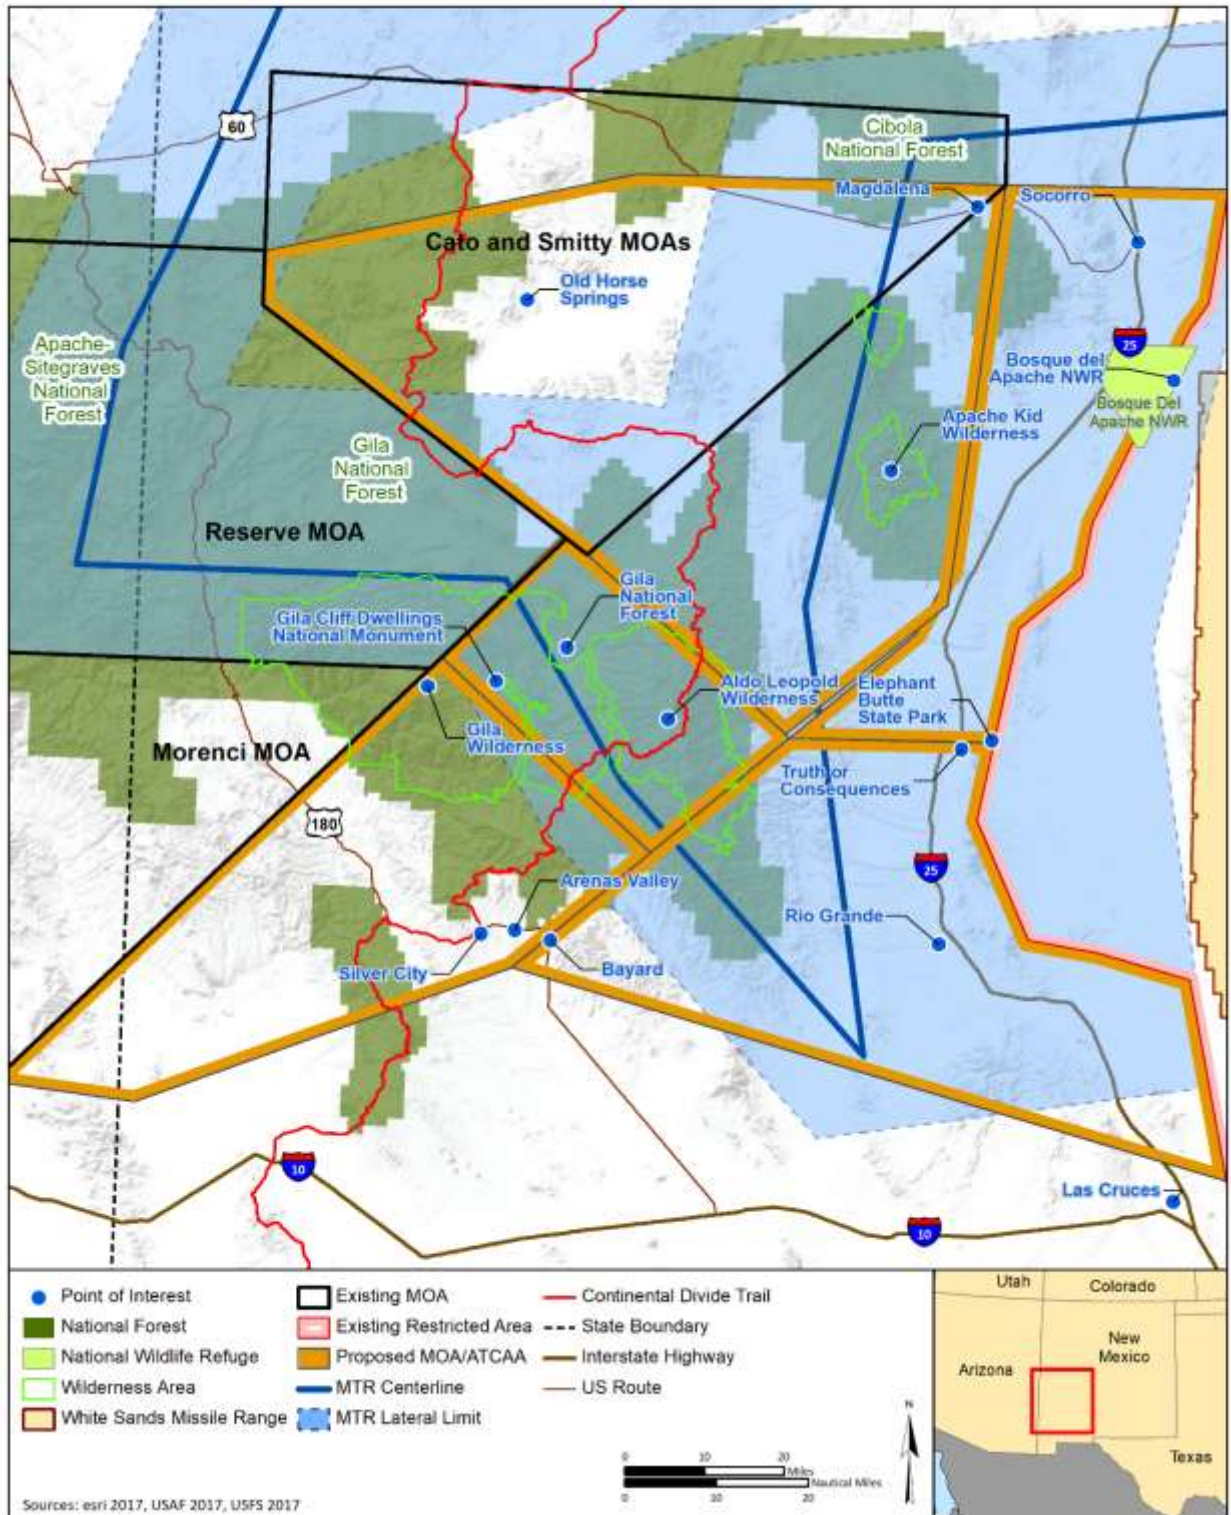 60
Cibola
National Forest
Magdalena
Socorro
Cato and Smitty MOAs
Old Horse
Springs
Apache-
Sitegraves
National
Forest
25
Bosque del
Apache NWR
Bosque Del
Apache NWR
Apache Kid
Wilderness
Gila
National
Forest
Reserve MOA
Gila
National
Forest
Gila Cliff Dwellings
National Monument
Aldo Leopold
Wilderness
Elephant
Butte
State Park
Gila
Wilderness
Morenci MOA
Truth or
Consequences
180
25
Arenas Valley
Rio Grande
Silver City
Bayard
10
Las Cruces
10
Point of Interest
National Forest
National Wildlife Refuge
Wilderness Area
White Sands Missile Range
Existing MOA
Existing Restricted Area
Proposed MOA/ATCAA
MTR Centerline
MTR Lateral Limit
Continental Divide Trail
State Boundary
Interstate Highway
US Route
N
0 10 20
Miles
Nautical Miles
0 10 20
Utah
Colorado
Arizona
New
Mexico
Texas
Sources: esri 2017, USAF 2017, USFS 2017